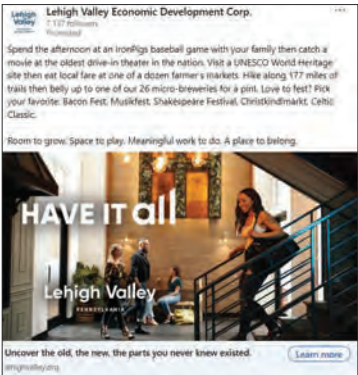 Lehigh Valley
Lehigh Valley Economic Development Corp.
7,137 followers
Promoted
Spend the afternoon at an IronPigs baseball game with your family then catch a
movie at the oldest drive-in theater in the nation. Visit a UNESCO World Heritage
site then eat local fare at one of a dozen farmer's markets. Hike along 177 miles of
trails then belly up to one of our 26 micro-breweries for a pint. Love to fest? Pick
your favorite: Bacon Fest, Musikfest, Shakespeare Festival, Christkindlmarkt, Celtic
Classic.
Room to grow. Space to play. Meaningful work to do. A place to belong.
HAVE IT all
Lehigh Valley
PENNSYLVANIA
Uncover the old, the new, the parts you never knew existed.
Learn more
lehighvalley.org